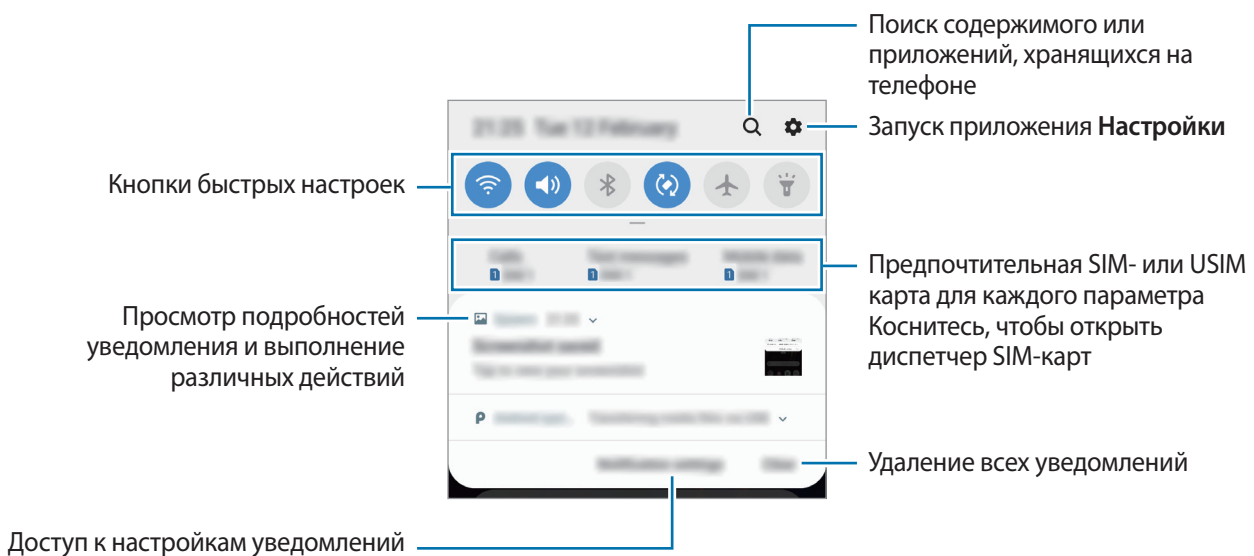 Поиск содержимого или
приложений, хранящихся на
телефоне
Запуск приложения Настройки
Кнопки быстрых настроек
Предпочтительная SIM- или USIM
карта для каждого параметра
Коснитесь, чтобы открыть
диспетчер SIM-карт
Просмотр подробностей
уведомления и выполнение
различных действий
Удаление всех уведомлений
Доступ к настройкам уведомлений